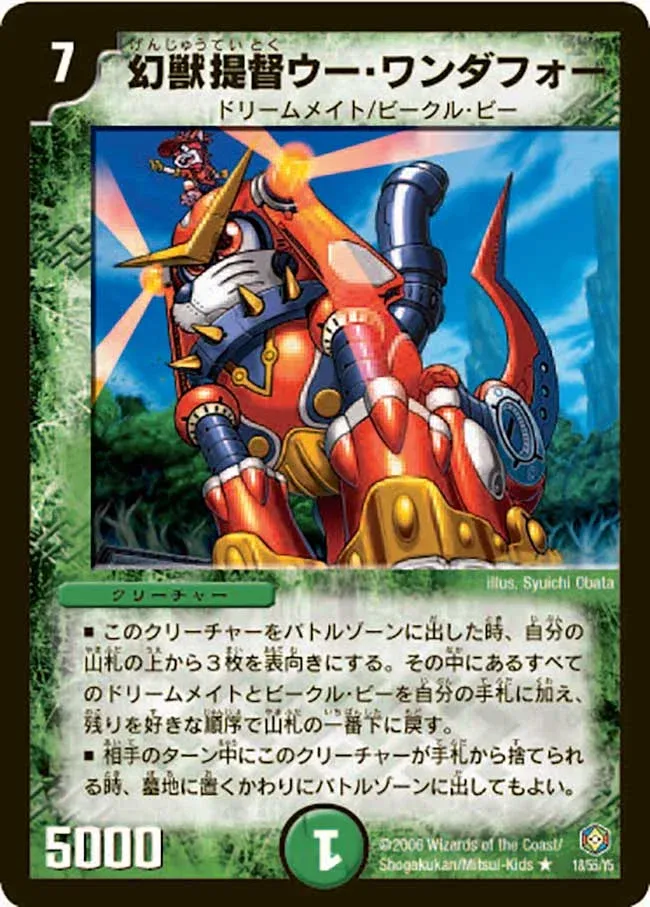 7
げんじゅうていとく
幻獣提督ウー・ワンダフォー
ドリームメイト/ビークル・ビー
illus. Syuichi Obata
クリーチャー
■ このクリーチャーをバトルゾーンに出した時、自分の
山札の上から3枚を表向きにする。その中にあるすべて
のドリームメイトとビークル・ビーを自分の手札に加え、
残りを好きな順序で山札の一番下に戻す。
■ 相手のターン中にこのクリーチャーが手札から捨てられ
る時、墓地に置くかわりにバトルゾーンに出してもよい。
5000
1
©2006 Wizards of the Coast/
Shogakukan/Mitsui-Kids ★
18/55/Y5